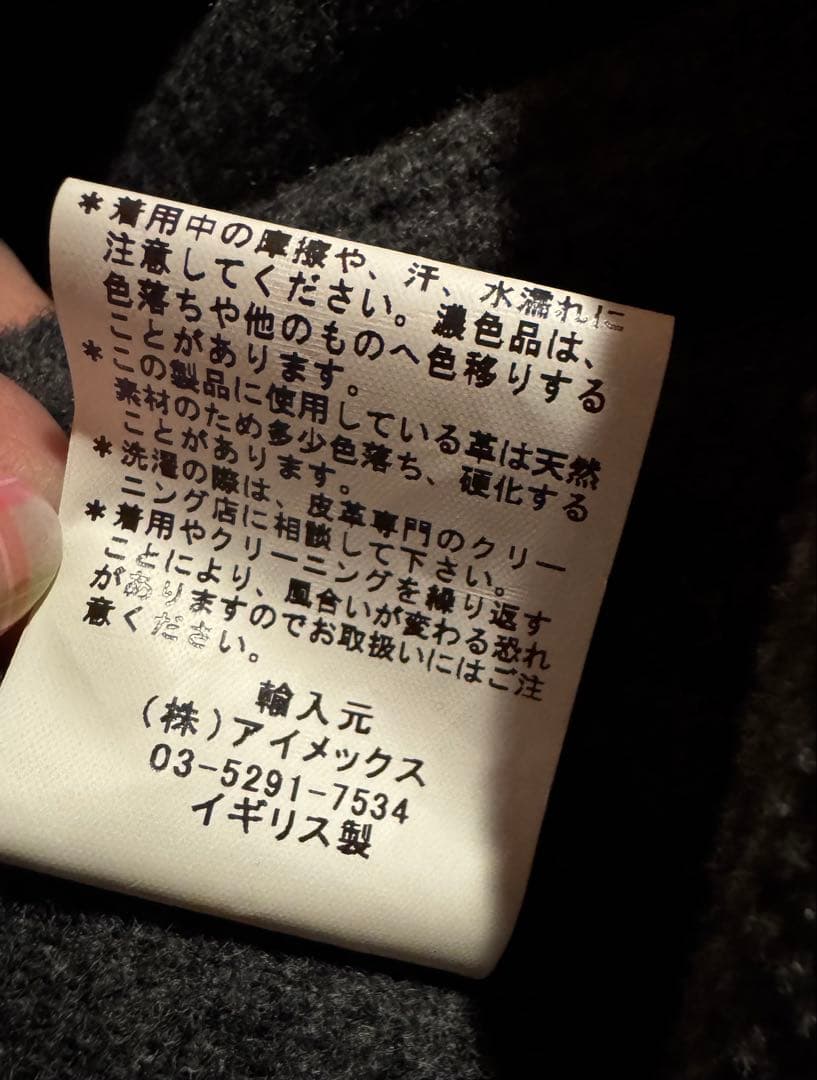 ＊着用中の摩擦や、汗、水濡れに
注意してください。濃色品は、
色落ちや他のものへ色移りする
ことがあります。
＊この製品に使用している革は天然
素材のため多少色落ち、硬化する
ことがあります。
＊洗濯の際は、皮革専門のクリー
ニング店に相談して下さい。
＊着用やクリーニングを繰り返す
ことにより、風合いが変わる恐れ
がありますのでお取扱いにはご注
意ください。
輸入元
(株)アイメックス
03-5291-7534
イギリス製